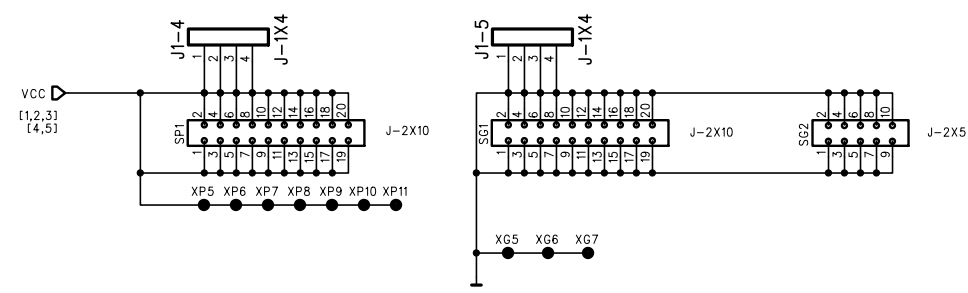 J1-4
1 2 3 4
J-1X4
VCC
[1,2,3]
[4,5]
SP1
2 4 6 8 10 12 14 16 18 20
1 3 5 7 9 11 13 15 17 19
J-2X10
XP5 XP6 XP7 XP8 XP9 XP10 XP11
J1-5
1 2 3 4
J-1X4
SG1
2 4 6 8 10 12 14 16 18 20
1 3 5 7 9 11 13 15 17 19
J-2X10
SG2
2 4 6 8 10
1 3 5 7 9
J-2X5
XG5 XG6 XG7